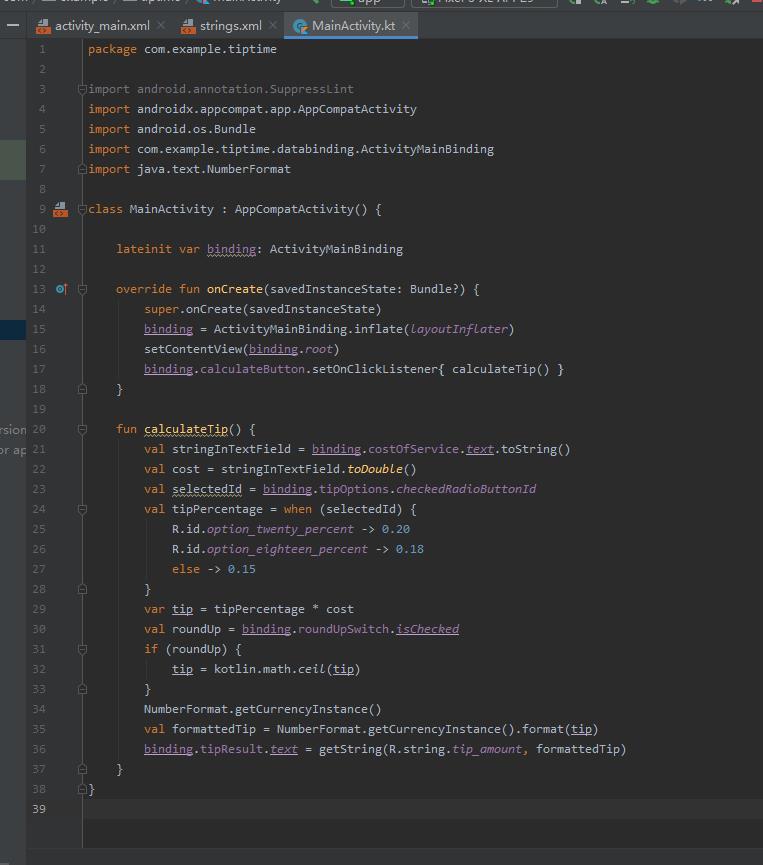 activity_main.xml strings.xml MainActivity.kt
1 package com.example.tiptime
2
3 import android.annotation.SuppressLint
4 import androidx.appcompat.app.AppCompatActivity
5 import android.os.Bundle
6 import com.example.tiptime.databinding.ActivityMainBinding
7 import java.text.NumberFormat
8
9 class MainActivity : AppCompatActivity() {
10
11 lateinit var binding: ActivityMainBinding
12
13 override fun onCreate(savedInstanceState: Bundle?) {
14 super.onCreate(savedInstanceState)
15 binding = ActivityMainBinding.inflate(layoutInflater)
16 setContentView(binding.root)
17 binding.calculateButton.setOnClickListener{ calculateTip() }
18 }
19
20 fun calculateTip() {
21 val stringInTextField = binding.costOfService.text.toString()
22 val cost = stringInTextField.toDouble()
23 val selectedId = binding.tipOptions.checkedRadioButtonId
24 val tipPercentage = when (selectedId) {
25 R.id.option_twenty_percent -> 0.20
26 R.id.option_eighteen_percent -> 0.18
27 else -> 0.15
28 }
29 var tip = tipPercentage * cost
30 val roundUp = binding.roundUpSwitch.isChecked
31 if (roundUp) {
32 tip = kotlin.math.ceil(tip)
33 }
34 NumberFormat.getCurrencyInstance()
35 val formattedTip = NumberFormat.getCurrencyInstance().format(tip)
36 binding.tipResult.text = getString(R.string.tip_amount, formattedTip)
37 }
38 }
39